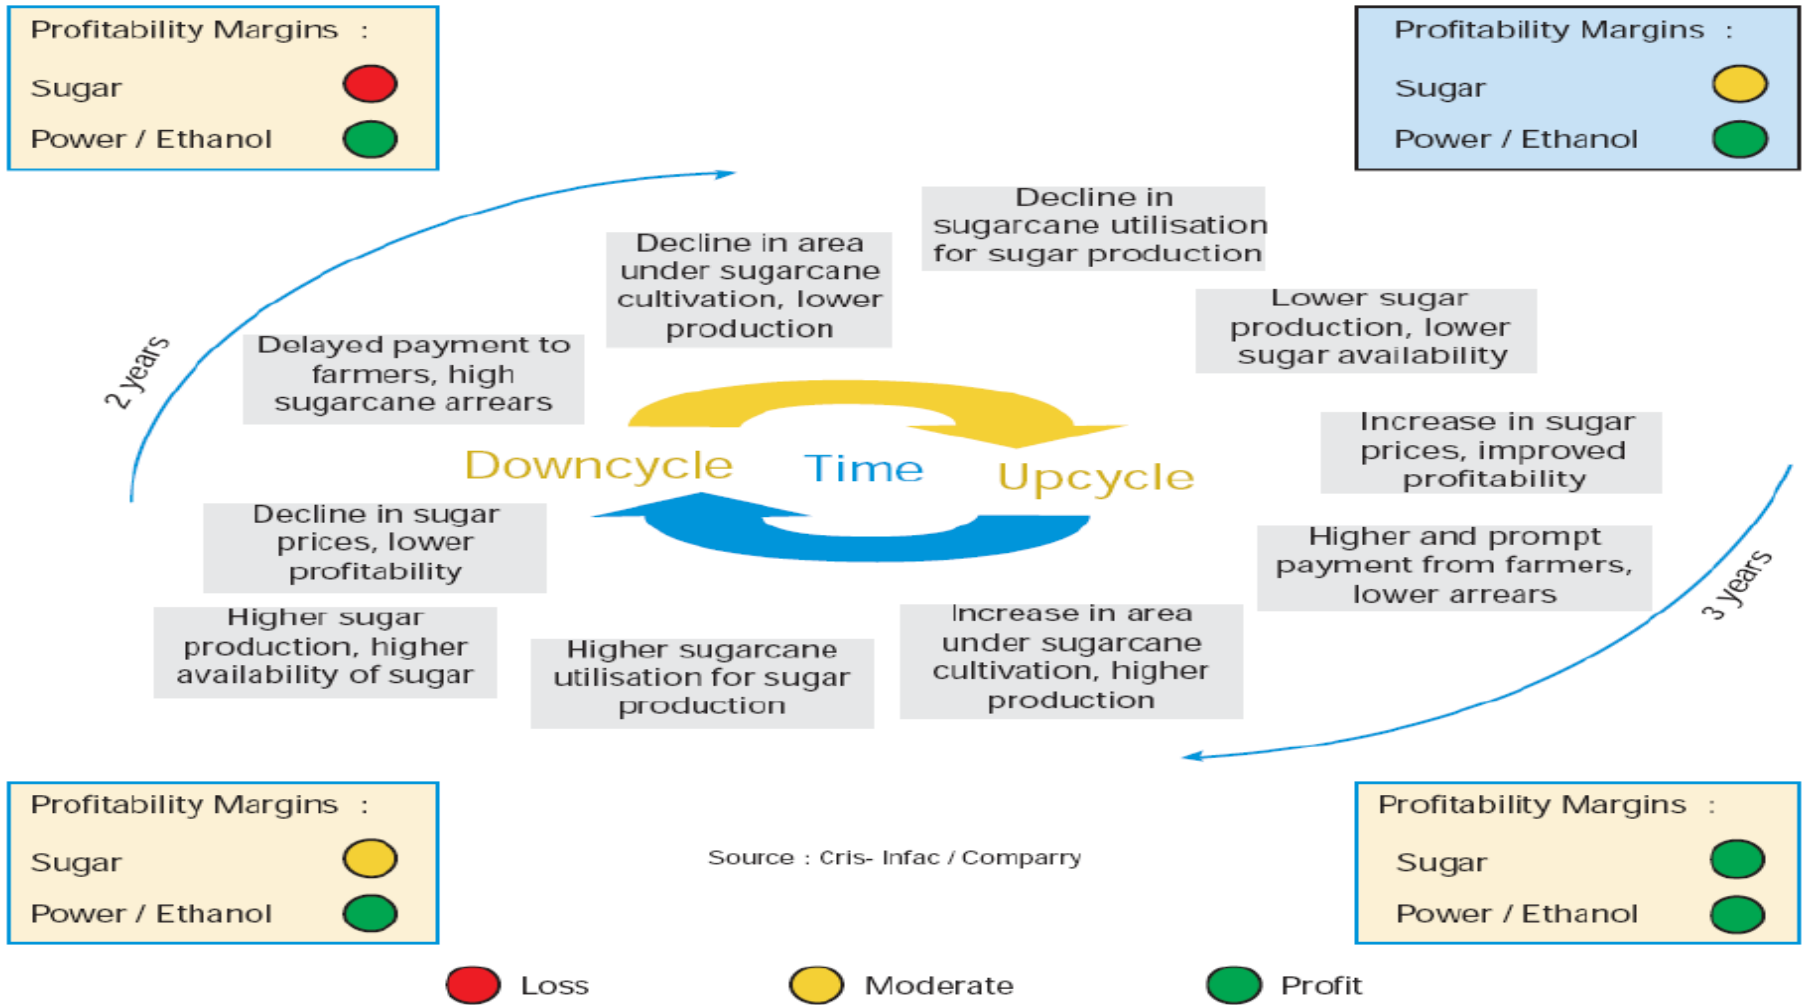 Profitability Margins :
Sugar
Power / Ethanol
Profitability Margins :
Sugar
Power / Ethanol
2 years
Delayed payment to
farmers, high
sugarcane arrears
Decline in area
under sugarcane
cultivation, lower
production
Decline in
sugarcane utilisation
for sugar production
Lower sugar
production, lower
sugar availability
Increase in sugar
prices, improved
profitability
Higher and prompt
payment from farmers,
lower arrears
3 years
Downcycle
Time
Upcycle
Decline in sugar
prices, lower
profitability
Higher sugar
production, higher
availability of sugar
Higher sugarcane
utilisation for sugar
production
Increase in area
under sugarcane
cultivation, higher
production
Profitability Margins :
Sugar
Power / Ethanol
Source : Cris- Infac / Comparry
Profitability Margins :
Sugar
Power / Ethanol
Loss
Moderate
Profit